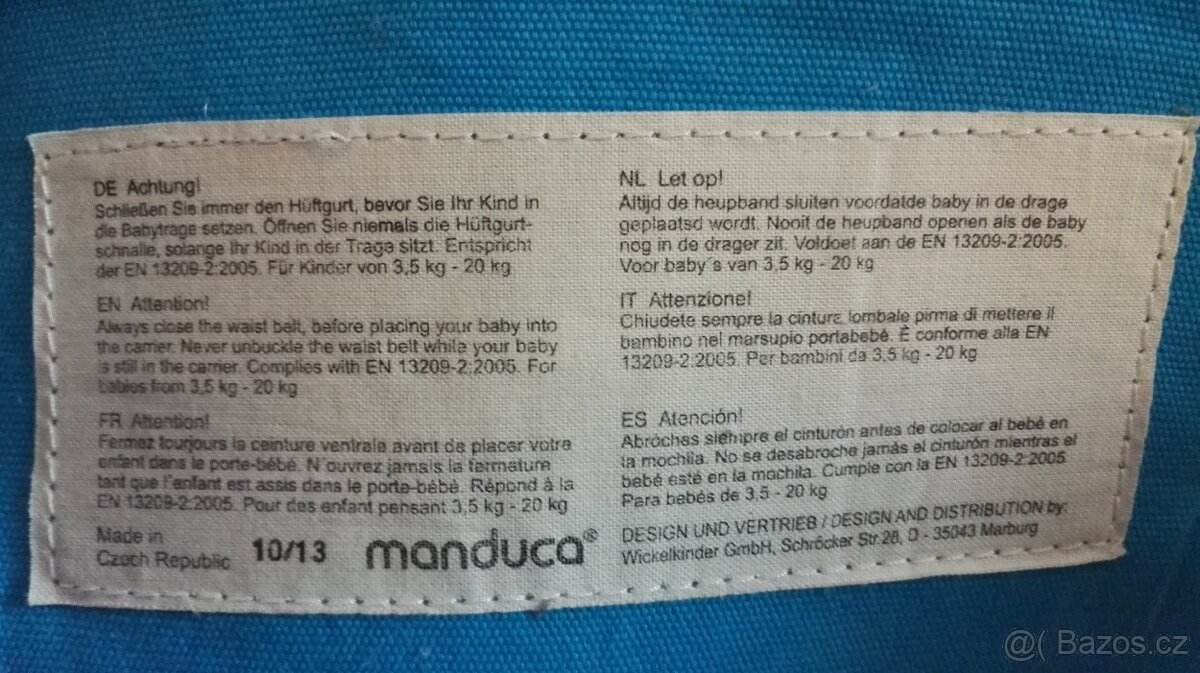 DE Achtung!
Schließen Sie immer den Hüftgurt, bevor Sie Ihr Kind in
die Babytrage setzen. Öffnen Sie niemals die Hüftgurt-
schnalle, solange Ihr Kind in der Trage sitzt. Entspricht
der EN 13209-2:2005. Für Kinder von 3,5 kg - 20 kg
EN Attention!
Always close the waist belt, before placing your baby into
the carrier. Never unbuckle the waist belt while your baby
is still in the carrier. Complies with EN 13209-2:2005. For
babies from 3,5 kg - 20 kg
FR Attention!
Fermez tourjours la ceinture ventrale avant de placer votre
enfant dans le porte-bébé. N'ouvrez jamais la fermeture
tant que l'enfant est assis dans le porte-bébé. Répond à la
EN 13209-2:2005. Pour des enfant pensant 3,5 kg - 20 kg
Made in
Czech Republic 10/13 manduca®
NL Let op!
Altijd de heupband sluiten voordatde baby in de drage
geplaatsd wordt. Nooit de heupband openen als de baby
nog in de drager zit. Voldoet aan de EN 13209-2:2005.
Voor baby's van 3,5 kg - 20 kg
IT Attenzione!
Chiudete sempre la cintura lombale pirma di mettere il
bambino nel marsupio portabebè. È conforme alla EN
13209-2:2005. Per bambini da 3,5 kg - 20 kg
ES Atención!
Abróches siempre el cinturón antes de colocar al bebé en
la mochila. No se desabroche jamás el cinturón mientras el
bebé esté en la mochila. Cumple con la EN 13209-2:2005
Para bebés de 3,5 - 20 kg
DESIGN UND VERTRIEB / DESIGN AND DISTRIBUTION by:
Wickelkinder GmbH, Schröcker Str.28, D - 35043 Marburg
@( Bazos.cz